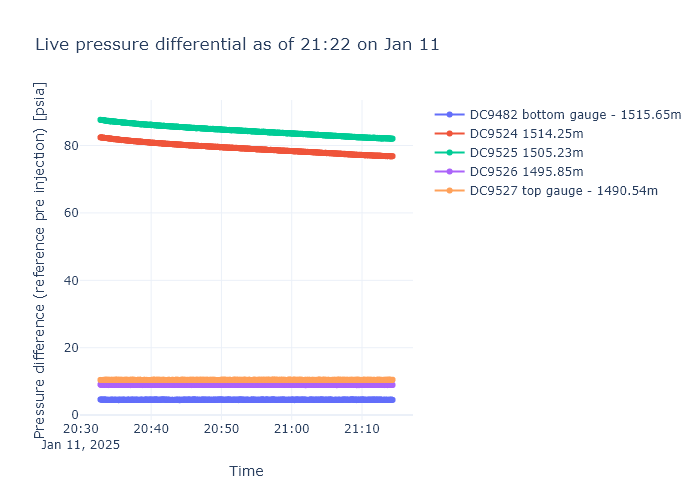 Live pressure differential as of 21:22 on Jan 11
Pressure difference (reference pre injection) [psia]
80
60
40
20
0
20:30
Jan 11, 2025
20:40
20:50
21:00
21:10
Time
DC9482 bottom gauge - 1515.65m
DC9524 1514.25m
DC9525 1505.23m
DC9526 1495.85m
DC9527 top gauge - 1490.54m